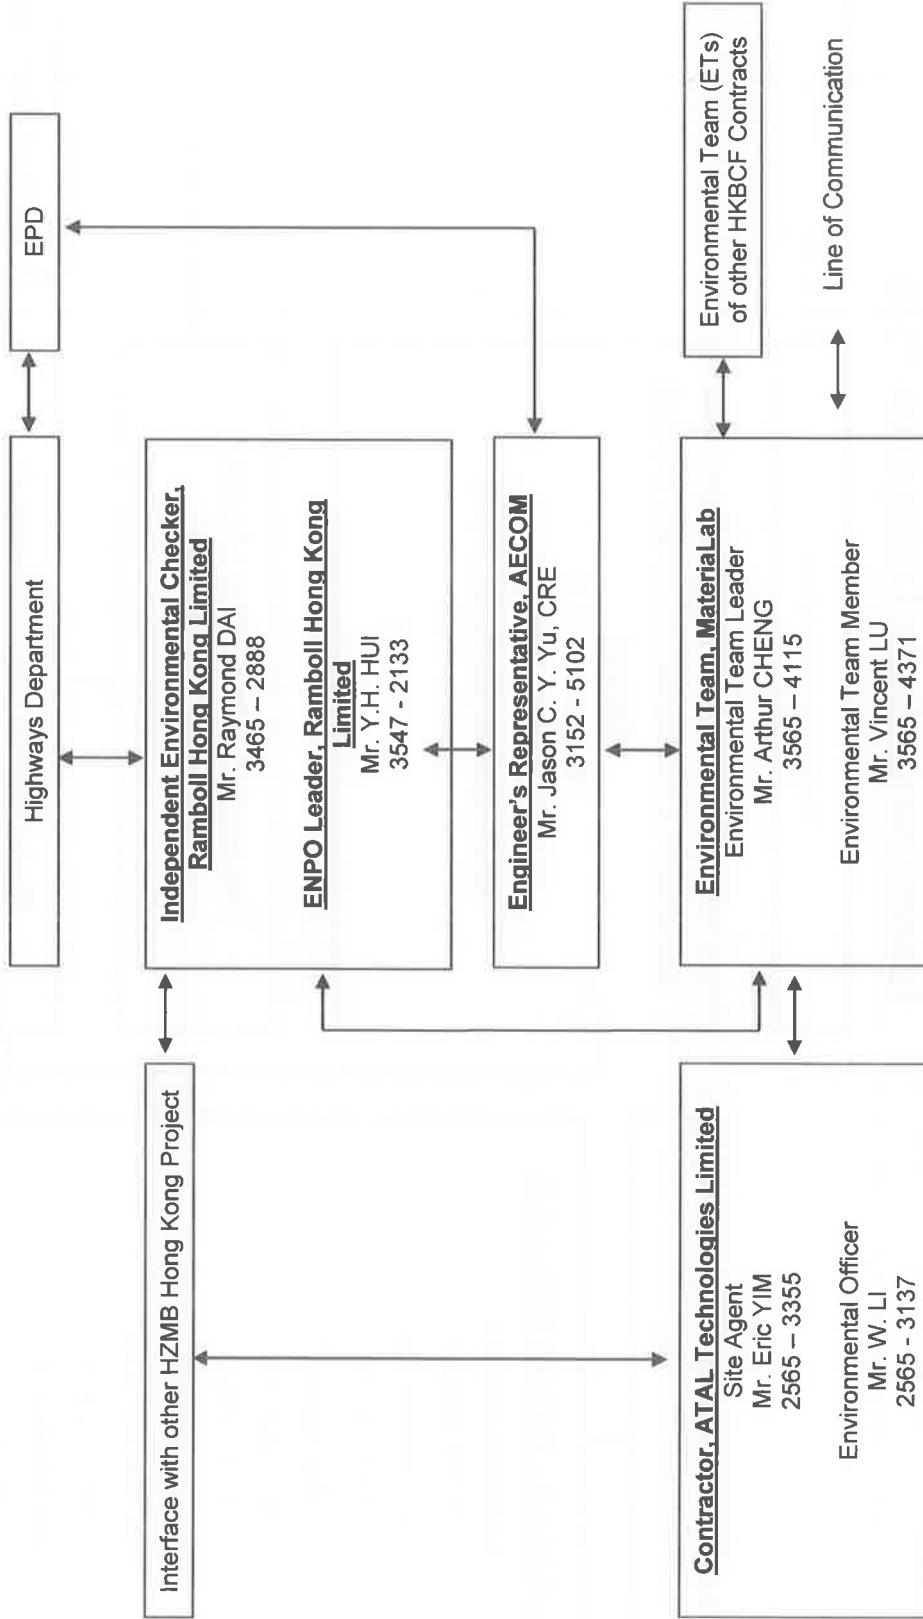 Highways Department
EPD
Interface with other HZMB Hong Kong Project
Independent Environmental Checker,
Ramboll Hong Kong Limited
Mr. Raymond DAI
3465 – 2888
ENPO Leader, Ramboll Hong Kong
Limited
Mr. Y.H. HUI
3547 - 2133
Engineer's Representative, AECOM
Mr. Jason C. Y. Yu, CRE
3152 - 5102
Contractor, ATAL Technologies Limited
Site Agent
Mr. Eric YIM
2565 – 3355
Environmental Officer
Mr. W. LI
2565 - 3137
Environmental Team, MateriaLab
Environmental Team Leader
Mr. Arthur CHENG
3565 – 4115
Environmental Team Member
Mr. Vincent LU
3565 – 4371
Environmental Team (ETs)
of other HKBCF Contracts
Line of Communication